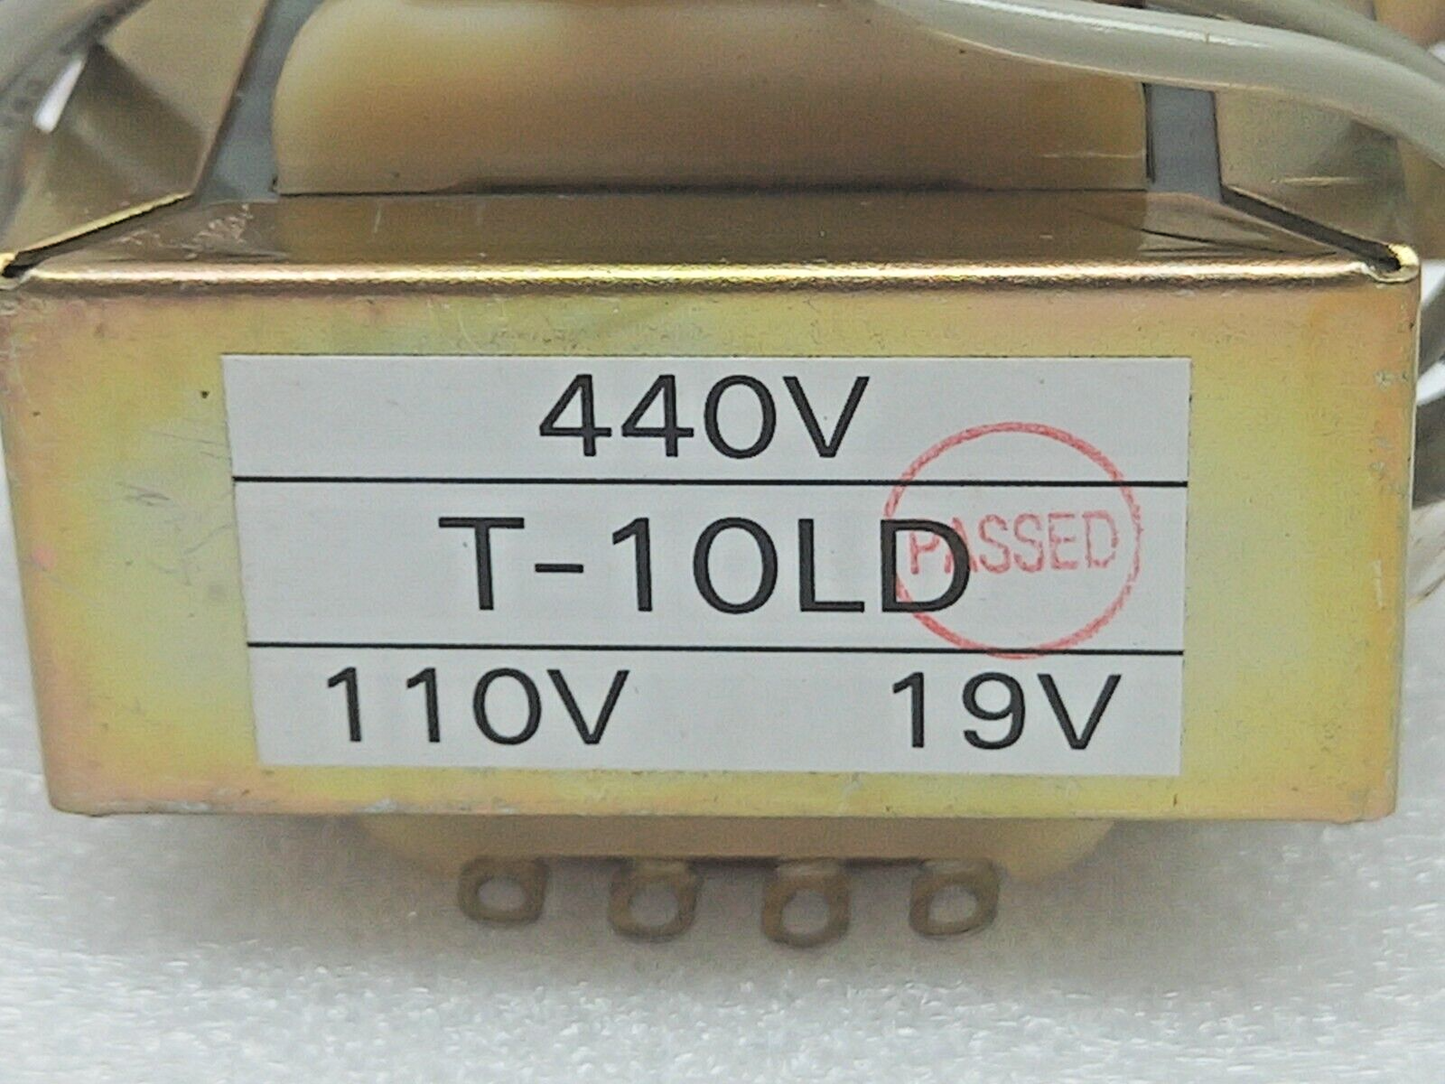 440V
T-10LD
PASSED
110V 19V